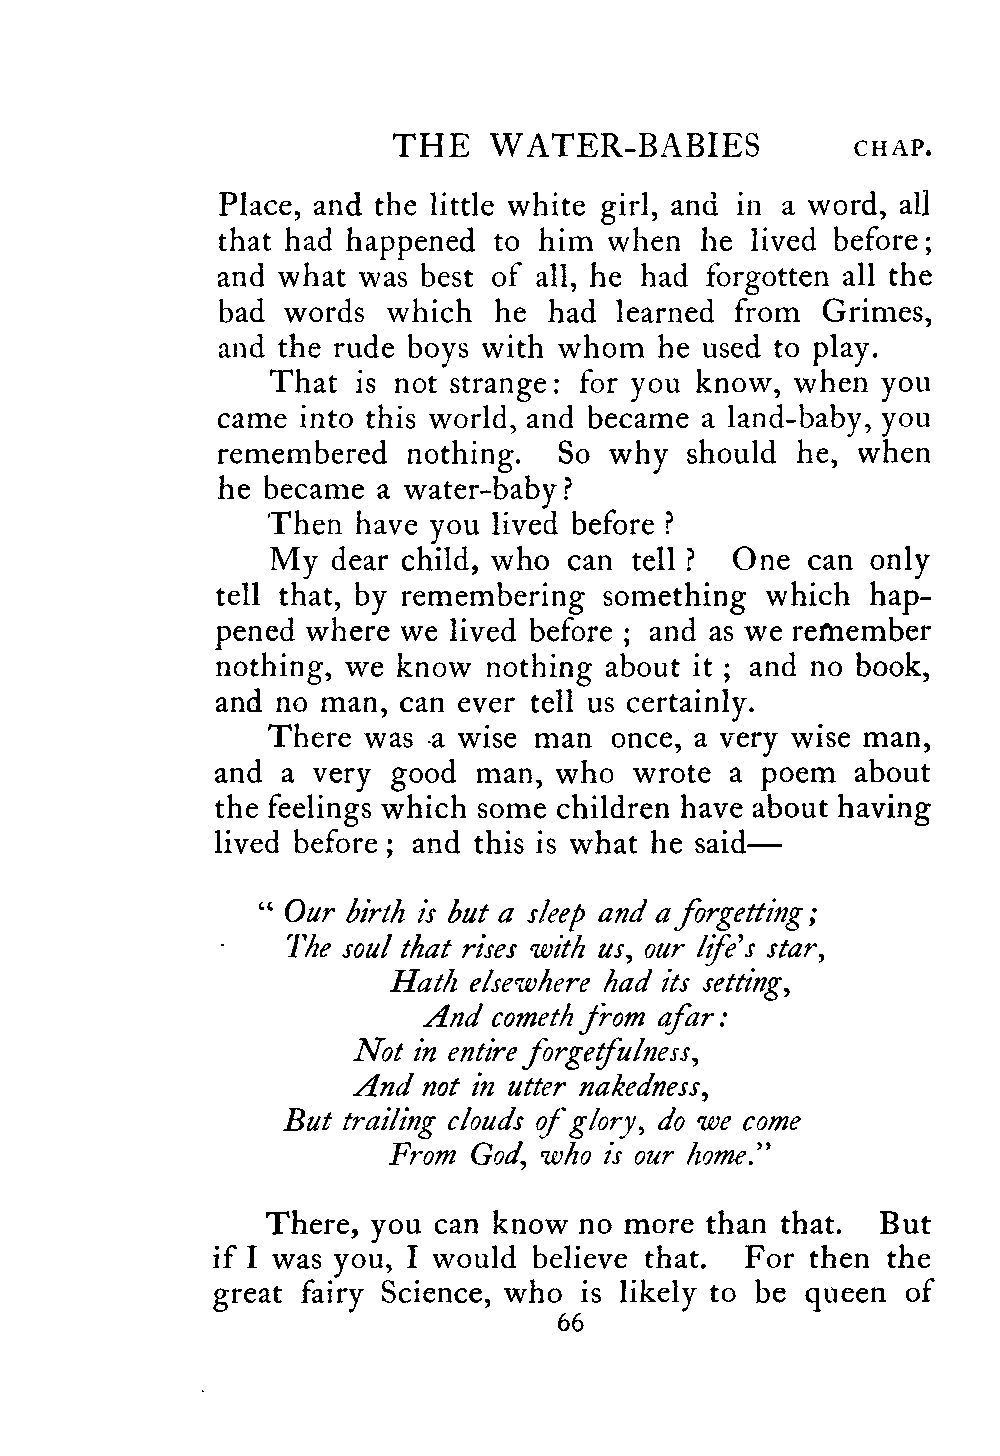 THE WATER-BABIES CHAP.
Place, and the little white girl, and in a word, all
that had happened to him when he lived before;
and what was best of all, he had forgotten all the
bad words which he had learned from Grimes,
and the rude boys with whom he used to play.
That is not strange: for you know, when you
came into this world, and became a land-baby, you
remembered nothing. So why should he, when
he became a water-baby?
Then have you lived before?
My dear child, who can tell? One can only
tell that, by remembering something which hap-
pened where we lived before; and as we remember
nothing, we know nothing about it; and no book,
and no man, can ever tell us certainly.
There was a wise man once, a very wise man,
and a very good man, who wrote a poem about
the feelings which some children have about having
lived before; and this is what he said—
“Our birth is but a sleep and a forgetting;
The soul that rises with us, our life's star,
Hath elsewhere had its setting,
And cometh from afar:
Not in entire forgetfulness,
And not in utter nakedness,
But trailing clouds of glory, do we come
From God, who is our home.”
There, you can know no more than that. But
if I was you, I would believe that. For then the
great fairy Science, who is likely to be queen of
66